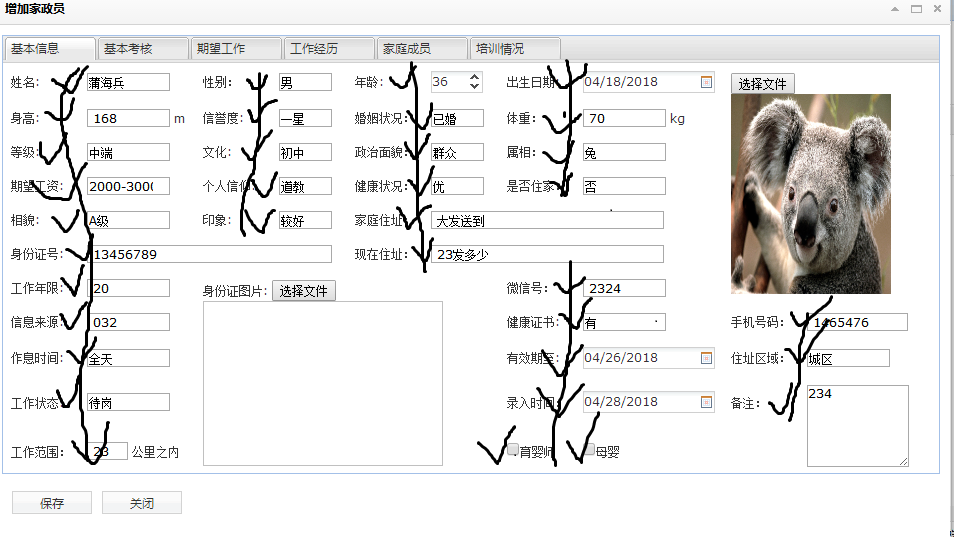 增加家政员
基本信息 基本考核 期望工作 工作经历 家庭成员 培训情况
姓名: 蒲海兵 性别: 男 年龄: 36 出生日期: 04/18/2018 选择文件
身高: 168 m 信誉度: 一星 婚姻状况: 已婚 体重: 70 kg
等级: 中端 文化: 初中 政治面貌: 群众 属相: 兔
期望工资: 2000-3000 个人信仰: 道教 健康状况: 优 是否住家: 否
相貌: A级 印象: 较好 家庭住址: 大发送到
身份证号: 13456789 现在住址: 23发多少
工作年限: 20 身份证图片: 选择文件 微信号: 2324
信息来源: 032 健康证书: 有 手机号码: 1465476
作息时间: 全天 有效期至: 04/26/2018 住址区域: 城区
工作状态: 待岗 录入时间: 04/28/2018 备注: 234
工作范围: 23 公里之内 育婴师 母婴
保存 关闭